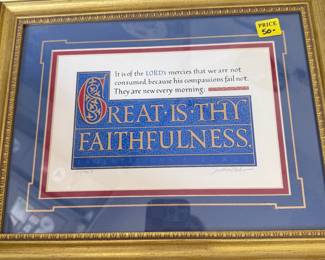 PRICE
50.-
It is of the LORD's mercies that we are not
consumed, because his compassions fail not.
They are new every morning:
GREAT·IS·THY
FAITHFULNESS.